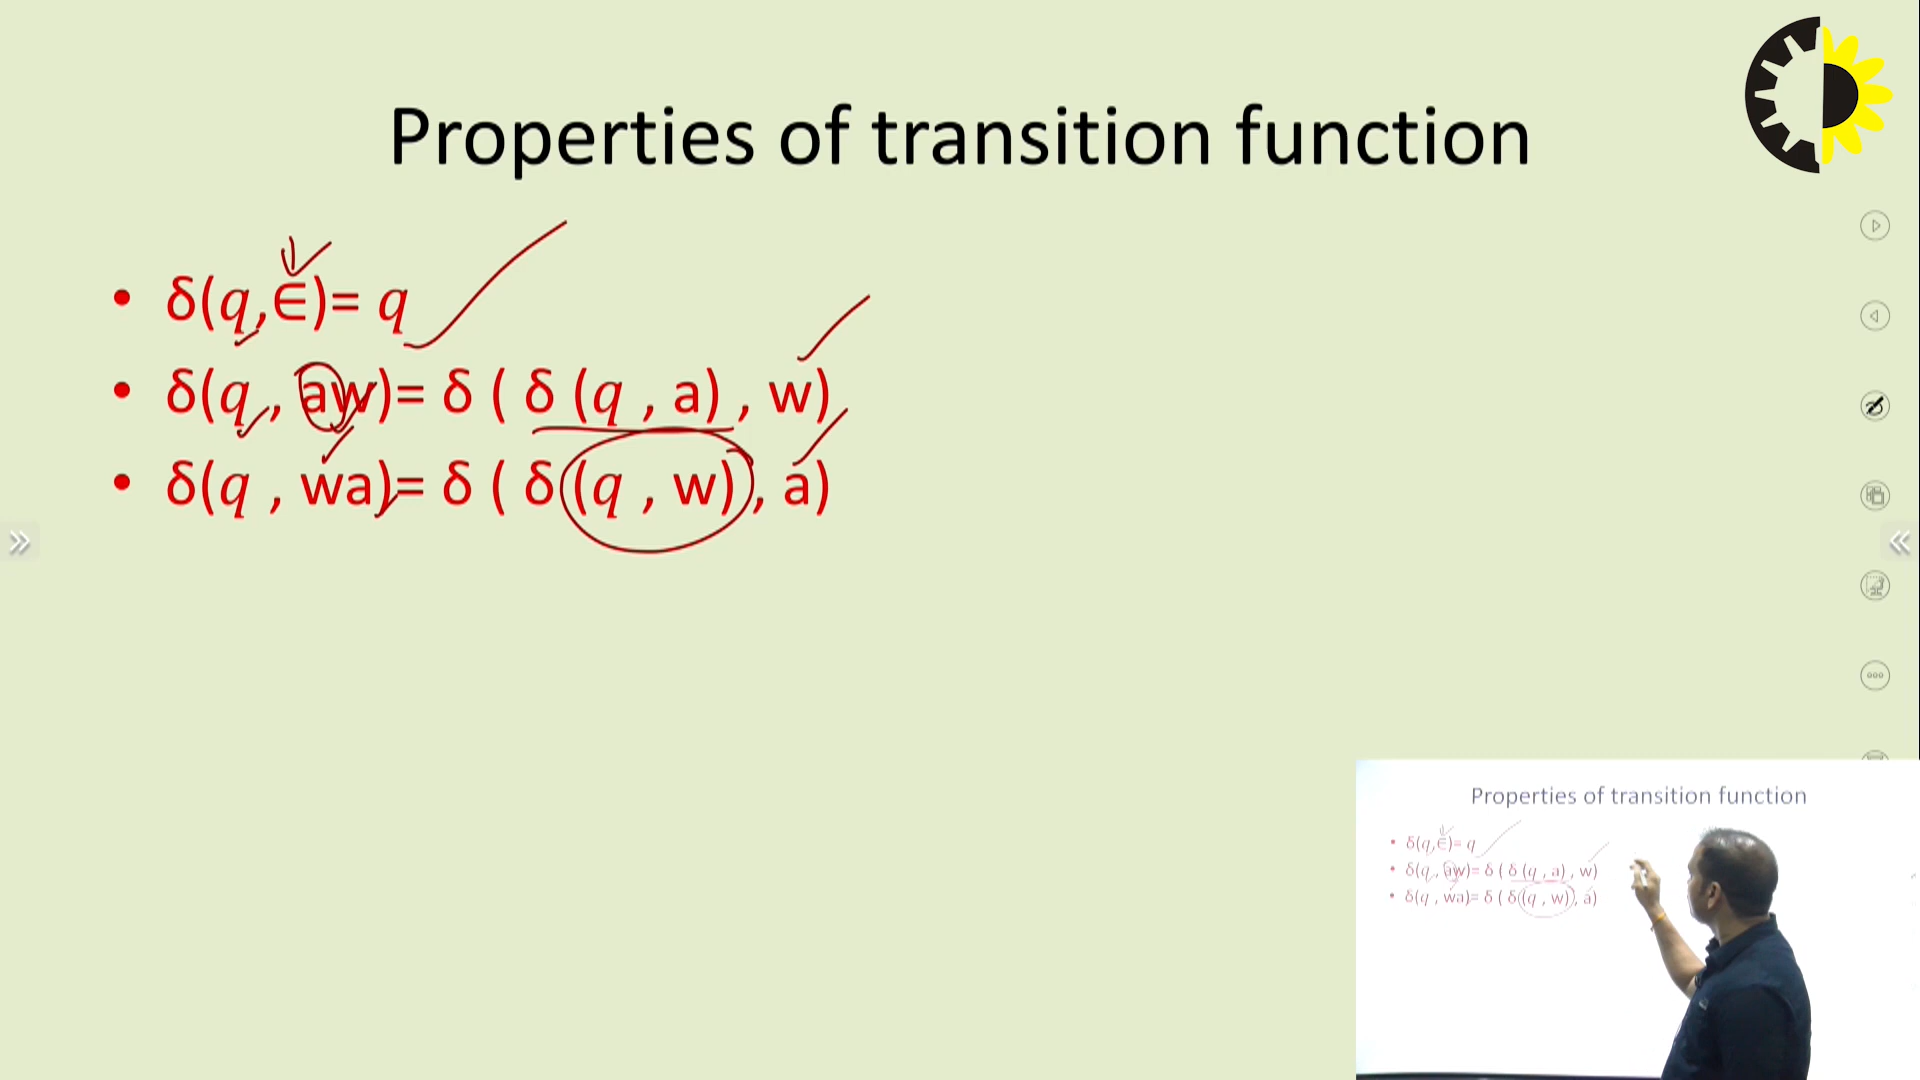 Properties of transition function
• δ(q,∈)= q
• δ(q , aw)= δ ( δ (q , a) , w)
• δ(q , wa)= δ ( δ (q , w) , a)
Properties of transition function
• δ(q,∈)= q
• δ(q , aw)= δ ( δ (q , a) , w)
• δ(q , wa)= δ ( δ (q , w) , a)